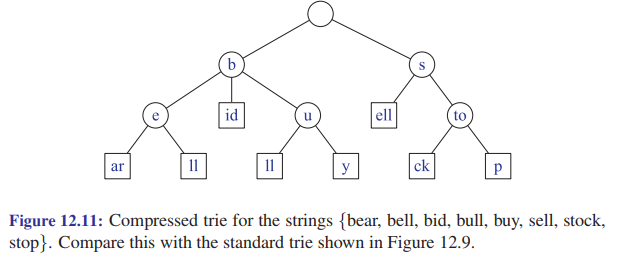 b
s
e
id
u
ell
to
ar
ll
ll
y
ck
p
Figure 12.11: Compressed trie for the strings {bear, bell, bid, bull, buy, sell, stock,
stop}. Compare this with the standard trie shown in Figure 12.9.